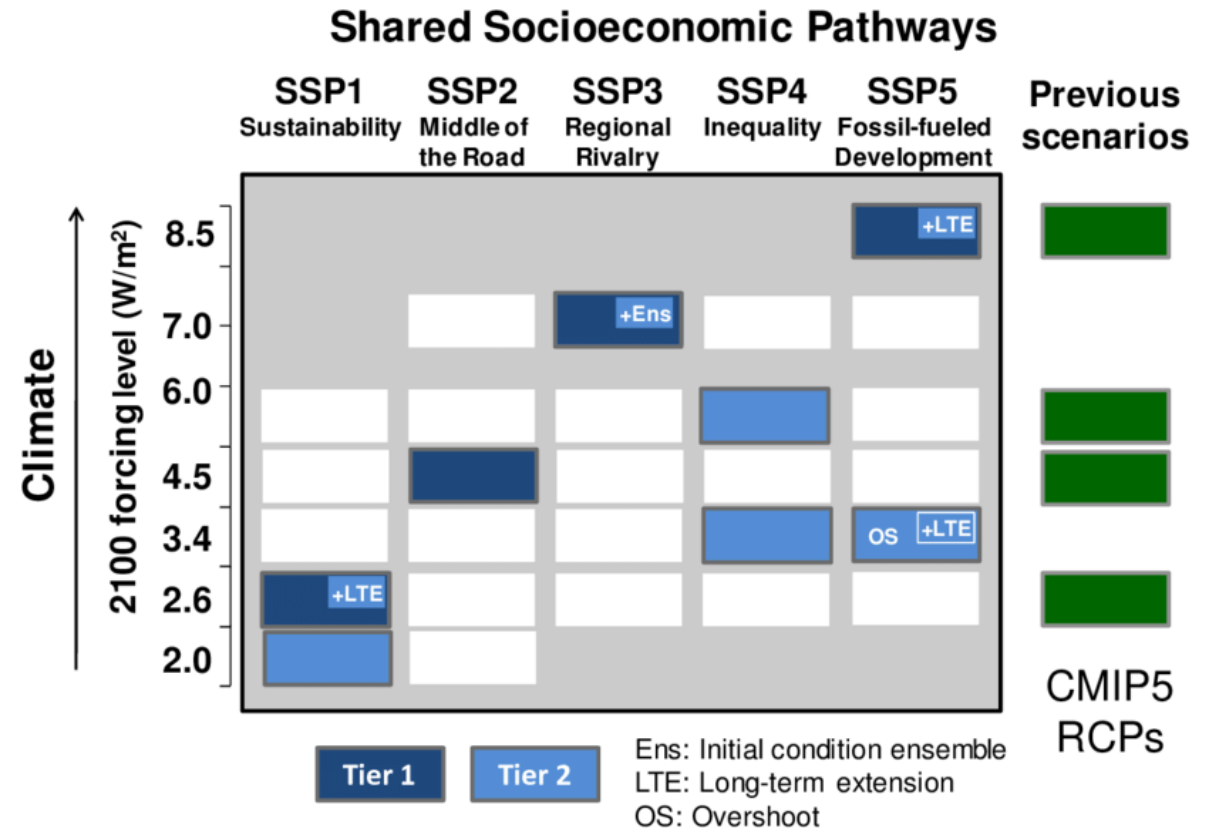 Shared Socioeconomic Pathways
SSP1
Sustainability
SSP2
Middle of
the Road
SSP3
Regional
Rivalry
SSP4
Inequality
SSP5
Fossil-fueled
Development
Previous
scenarios
Climate
2100 forcing level (W/m²)
8.5
+LTE
7.0
+Ens
6.0
4.5
3.4
OS +LTE
2.6
+LTE
2.0
CMIP5
RCPs
Tier 1
Tier 2
Ens: Initial condition ensemble
LTE: Long-term extension
OS: Overshoot